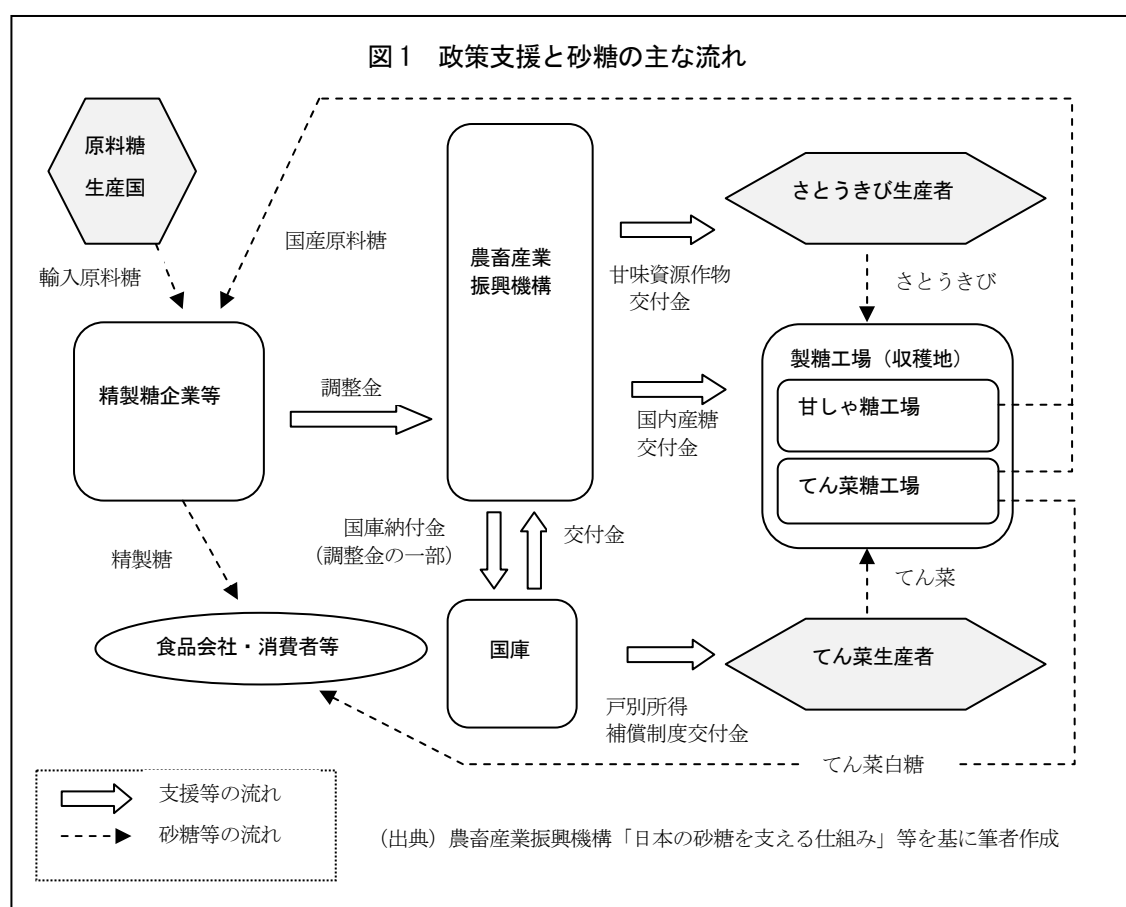 図1 政策支援と砂糖の主な流れ
原料糖
生産国
輸入原料糖
国産原料糖
農畜産業
振興機構
さとうきび生産者
甘味資源作物
交付金
さとうきび
精製糖企業等
調整金
製糖工場（収穫地）
甘しゃ糖工場
国内産糖
交付金
てん菜糖工場
国庫納付金
（調整金の一部）
交付金
精製糖
てん菜
食品会社・消費者等
国庫
てん菜生産者
戸別所得
補償制度交付金
てん菜白糖
支援等の流れ
砂糖等の流れ
（出典）農畜産業振興機構「日本の砂糖を支える仕組み」等を基に筆者作成